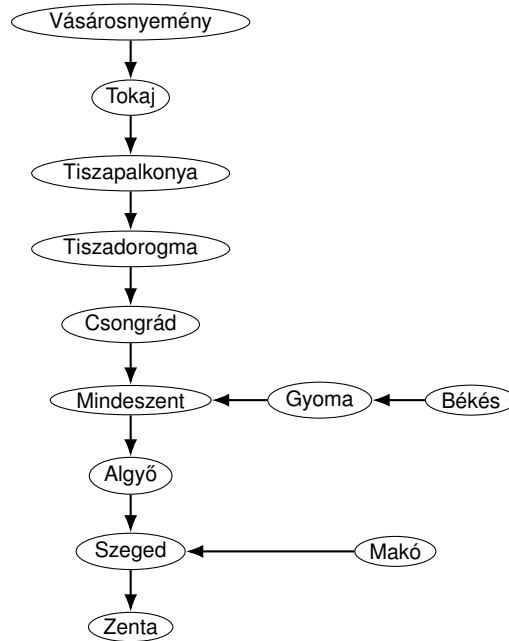 Vásárosnyemény
Tokaj
Tiszapalkonya
Tiszadorogma
Csongrád
Mindeszent
Gyoma
Békés
Algyő
Szeged
Makó
Zenta